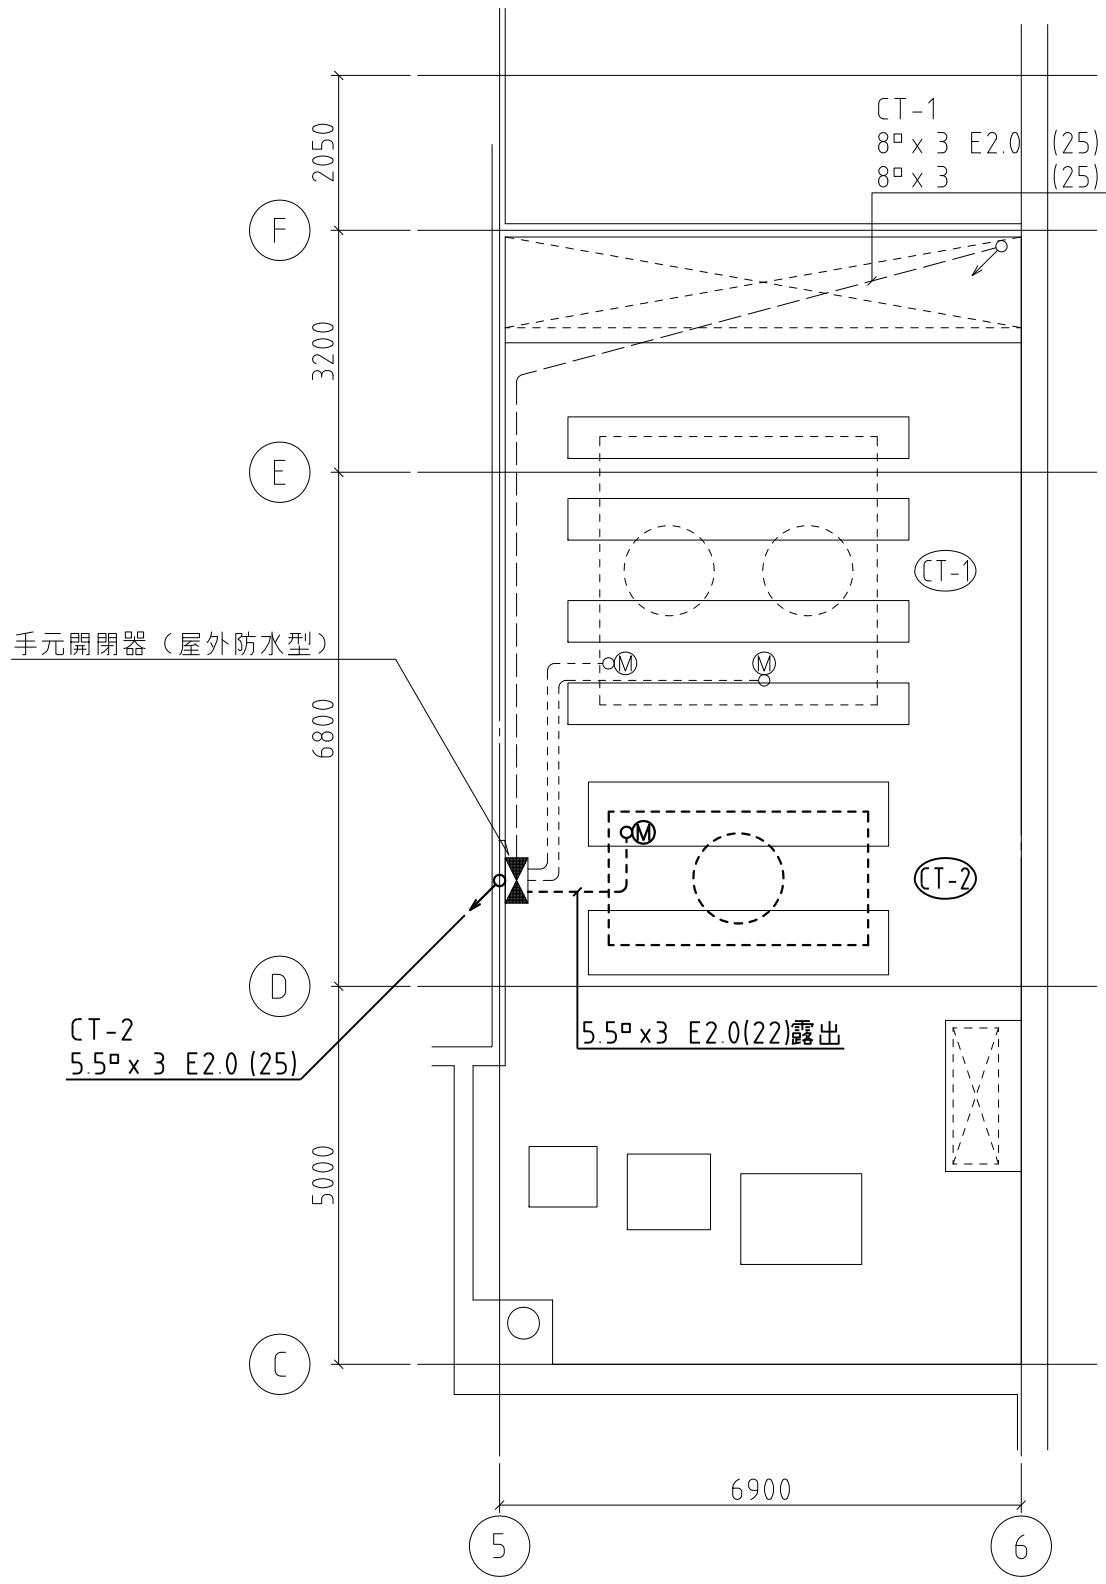 CT-1
8□ x 3 E2.0 (25)
8□ x 3 (25)
2050
F
3200
E
CT-1
手元開閉器（屋外防水型）
M
M
6800
M
CT-2
D
CT-2
5.5□ x 3 E2.0 (25)
5.5□ x3 E2.0(22)露出
5000
C
6900
5
6